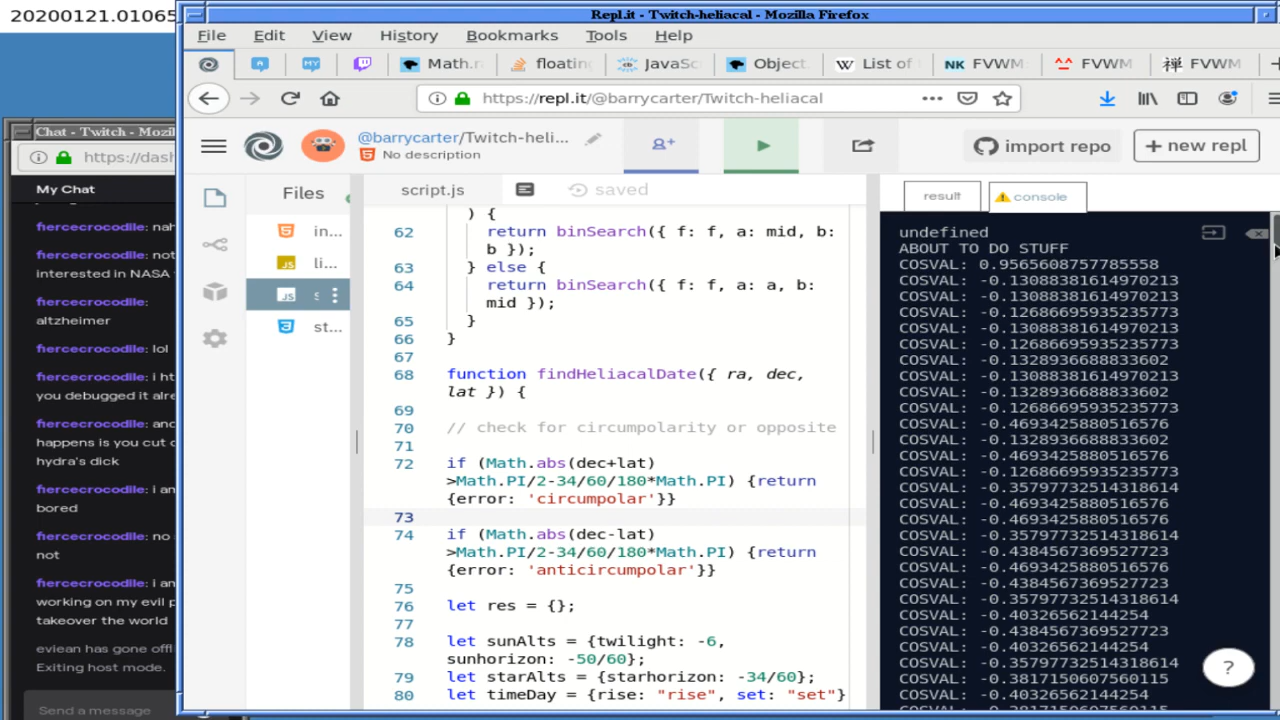 20200121.01065
Repl.it - Twitch-heliacal - Mozilla Firefox
File Edit View History Bookmarks Tools Help
Math.r floating JavaSc Object. List of FVWM FVWM FVWM
https://repl.it/@barrycarter/Twitch-heliacal
Chat - Twitch - Mozil
https://dash
@barrycarter/Twitch-heli...
No description
import repo
+ new repl
My Chat
fiercecrocodile: nah
fiercecrocodile: not
interested in NASA
fiercecrocodile:
altzheimer
fiercecrocodile: lol
fiercecrocodile: i ht
you debugged it alre
fiercecrocodile: and
happens is you cut o
hydra's dick
fiercecrocodile: i am
bored
fiercecrocodile: no
not
fiercecrocodile: i am
working on my evil p
takeover the world
eviean has gone offl
Exiting host mode.
Send a message
Files
in...
li...
s
st...
script.js
saved
) {
62 return binSearch({ f: f, a: mid, b:
b });
63 } else {
64 return binSearch({ f: f, a: a, b:
mid });
65 }
66 }
67
68 function findHeliacalDate({ ra, dec,
lat }) {
69
70 // check for circumpolarity or opposite
71
72 if (Math.abs(dec+lat)
>Math.PI/2-34/60/180*Math.PI) {return
{error: 'circumpolar'}}
73
74 if (Math.abs(dec-lat)
>Math.PI/2-34/60/180*Math.PI) {return
{error: 'anticircumpolar'}}
75
76 let res = {};
77
78 let sunAlts = {twilight: -6,
sunhorizon: -50/60};
79 let starAlts = {starhorizon: -34/60};
80 let timeDay = {rise: "rise", set: "set"}
result
console
undefined
ABOUT TO DO STUFF
COSVAL: 0.9565608757785558
COSVAL: -0.13088381614970213
COSVAL: -0.13088381614970213
COSVAL: -0.12686695935235773
COSVAL: -0.13088381614970213
COSVAL: -0.12686695935235773
COSVAL: -0.1328936688833602
COSVAL: -0.13088381614970213
COSVAL: -0.1328936688833602
COSVAL: -0.12686695935235773
COSVAL: -0.4693425880516576
COSVAL: -0.1328936688833602
COSVAL: -0.4693425880516576
COSVAL: -0.12686695935235773
COSVAL: -0.35797732514318614
COSVAL: -0.4693425880516576
COSVAL: -0.4693425880516576
COSVAL: -0.35797732514318614
COSVAL: -0.4384567369527723
COSVAL: -0.4693425880516576
COSVAL: -0.4384567369527723
COSVAL: -0.35797732514318614
COSVAL: -0.40326562144254
COSVAL: -0.4384567369527723
COSVAL: -0.40326562144254
COSVAL: -0.35797732514318614
COSVAL: -0.3817150607560115
COSVAL: -0.40326562144254
COSVAL: -0.3817150607560115
?